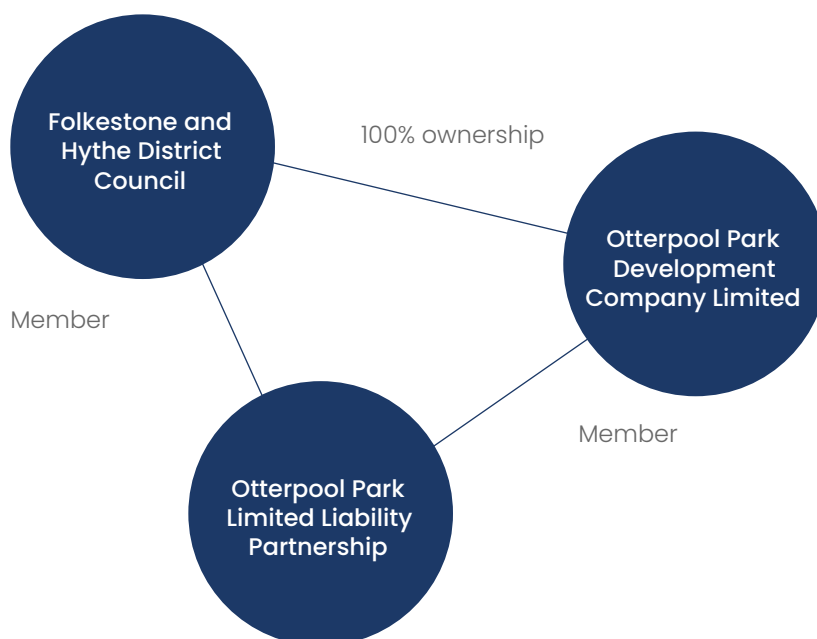 Folkestone and
Hythe District
Council
100% ownership
Otterpool Park
Development
Company Limited
Member
Member
Otterpool Park
Limited Liability
Partnership